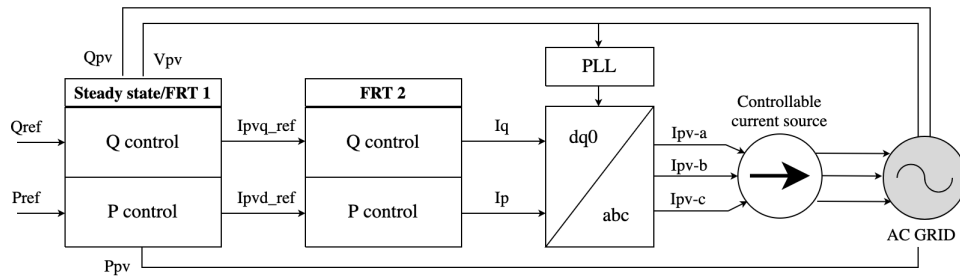 Qpv
Vpv
PLL
Steady state/FRT 1
FRT 2
Controllable
current source
Qref
Q control
Ipvq_ref
Q control
Iq
dq0
Ipv-a
Ipv-b
Pref
P control
Ipvd_ref
P control
Ip
abc
Ipv-c
AC GRID
Ppv